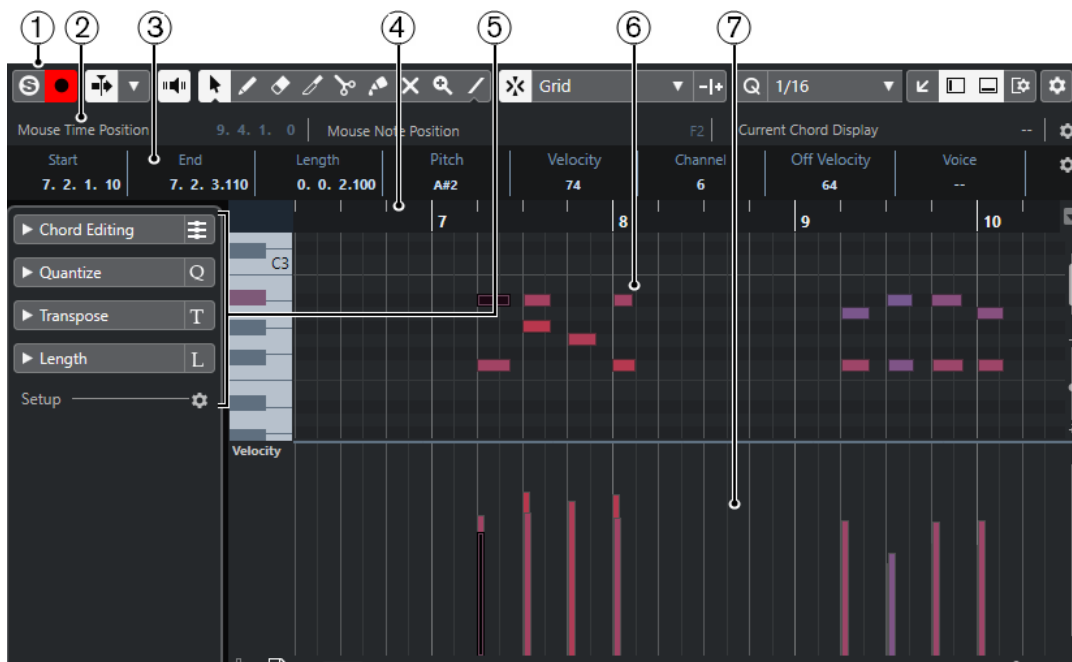 ① ② ③ ④ ⑤ ⑥ ⑦
S Grid Q 1/16
Mouse Time Position 9. 4. 1. 0 Mouse Note Position F2 Current Chord Display --
Start End Length Pitch Velocity Channel Off Velocity Voice
7. 2. 1. 10 7. 2. 3.110 0. 0. 2.100 A#2 74 6 64 --
7 8 9 10
Chord Editing
C3
Quantize Q
Transpose T
Length L
Setup
Velocity